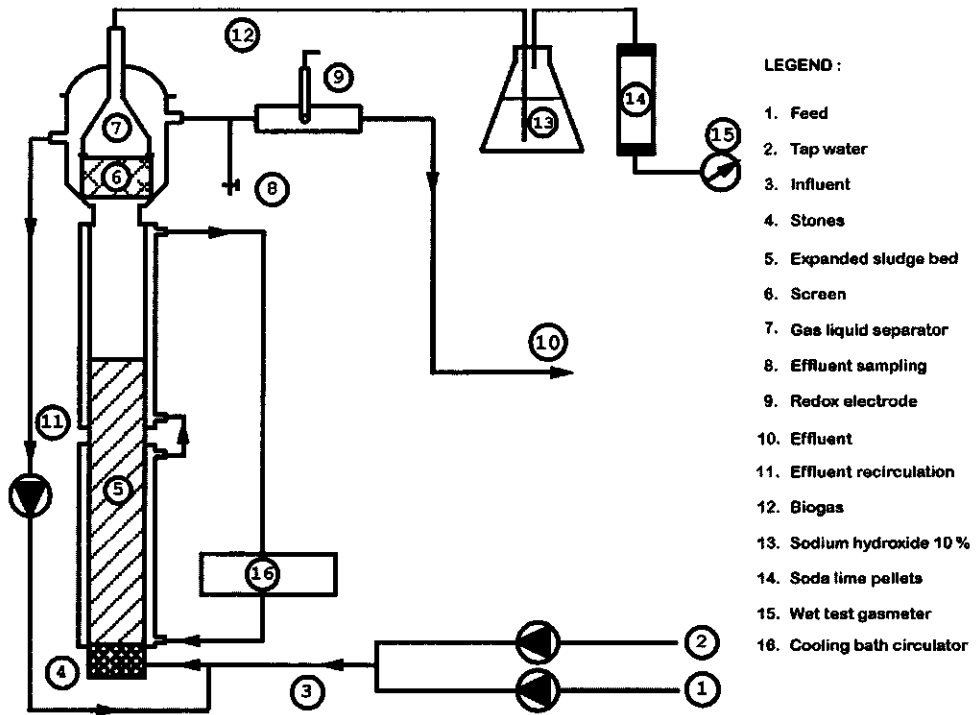 12
9
7
13
14
15
6
8
10
11
5
16
4
3
2
1
LEGEND :
1. Feed
2. Tap water
3. Influent
4. Stones
5. Expanded sludge bed
6. Screen
7. Gas liquid separator
8. Effluent sampling
9. Redox electrode
10. Effluent
11. Effluent recirculation
12. Biogas
13. Sodium hydroxide 10 %
14. Soda lime pellets
15. Wet test gasmeter
16. Cooling bath circulator